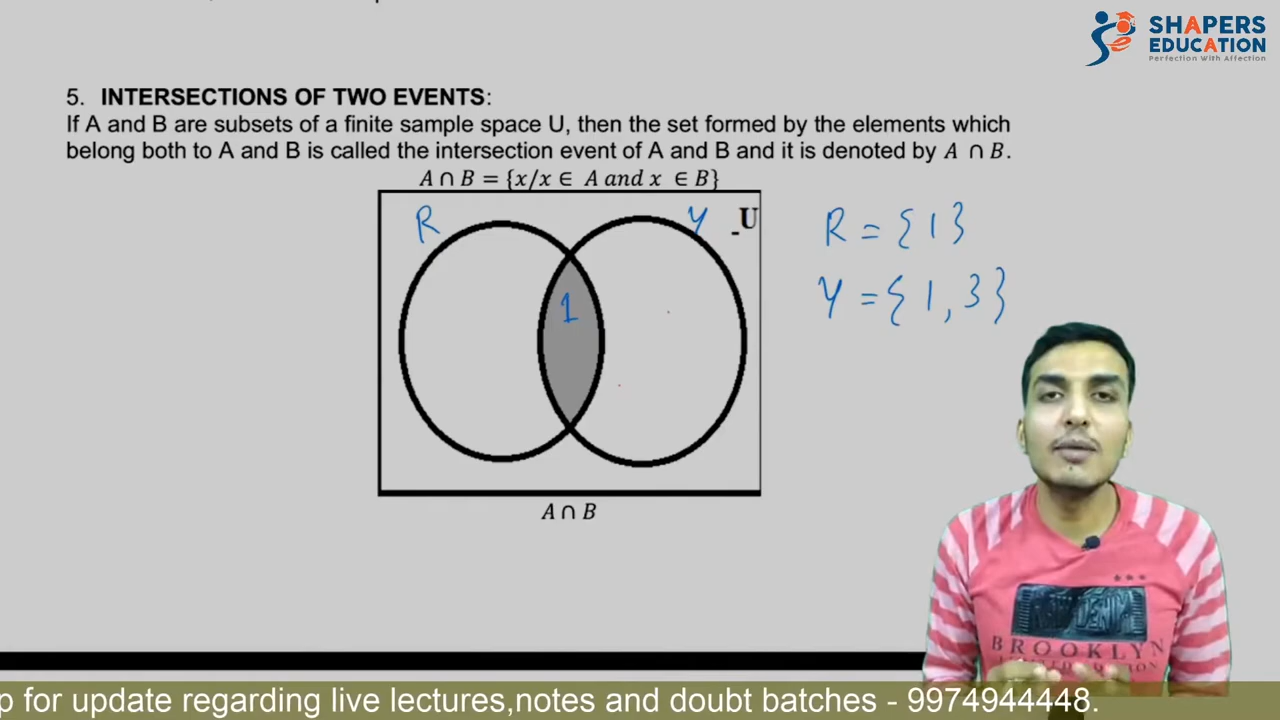 SHAPERS
EDUCATION
Perfection With Affection
5. INTERSECTIONS OF TWO EVENTS:
If A and B are subsets of a finite sample space U, then the set formed by the elements which
belong both to A and B is called the intersection event of A and B and it is denoted by A ∩ B.
A ∩ B = {x/x ∈ A and x ∈ B}
R
Y
U
R = {1}
1
Y = {1, 3}
A ∩ B
BROOKLYN
p for update regarding live lectures,notes and doubt batches - 9974944448.